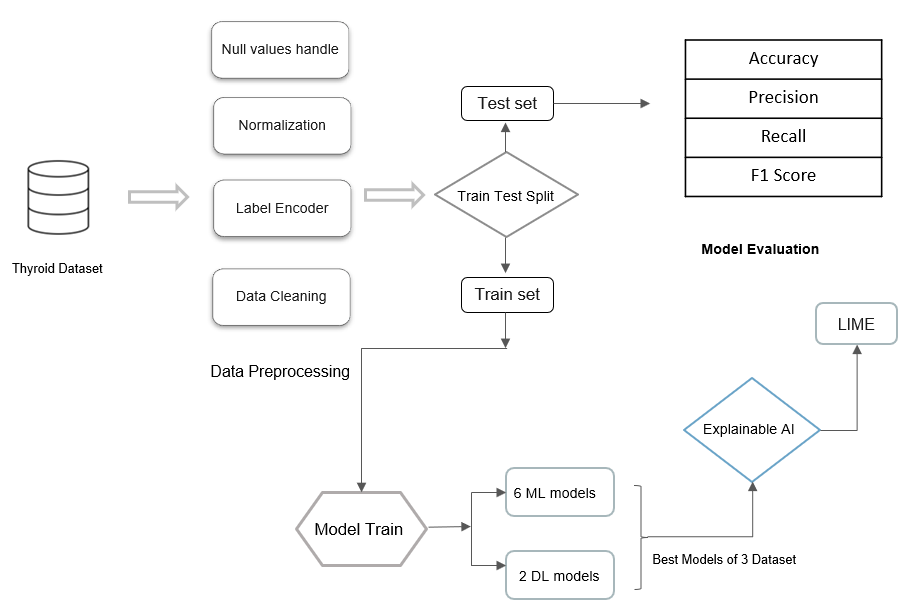 Thyroid Dataset
Null values handle
Normalization
Label Encoder
Data Cleaning
Data Preprocessing
Test set
Train Test Split
Train set
Accuracy
Precision
Recall
F1 Score
Model Evaluation
Model Train
6 ML models
2 DL models
Best Models of 3 Dataset
Explainable AI
LIME